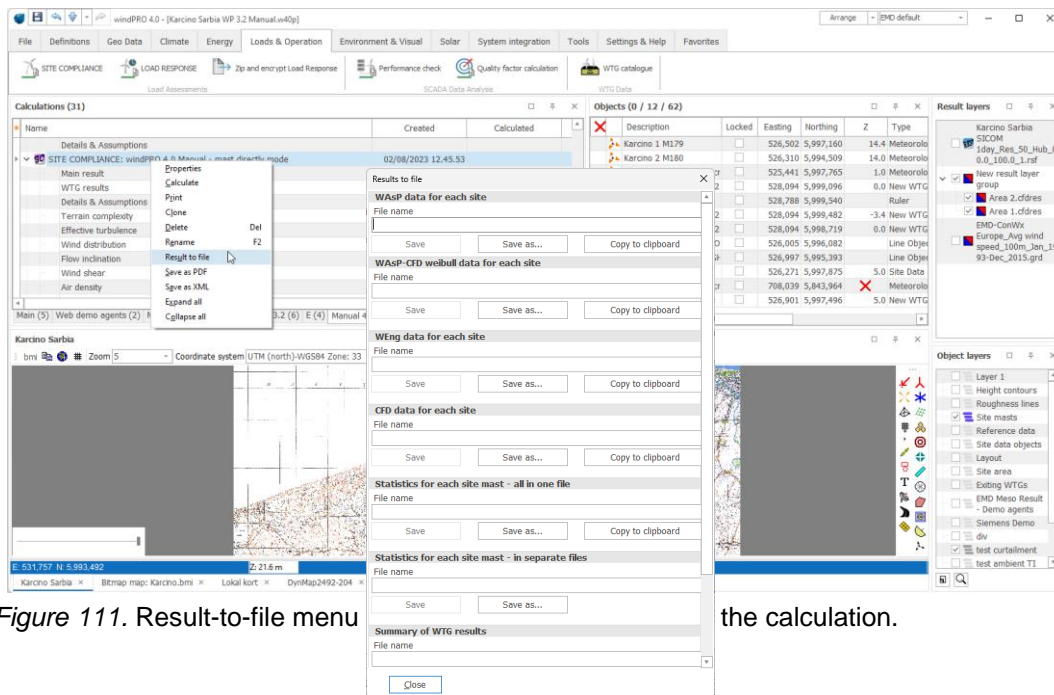 windPRO 4.0 - [Karcino Sarbia WP 3.2 Manual.w40p]
Arrange
EMD default
File Definitions Geo Data Climate Energy Loads & Operation Environment & Visual Solar System integration Tools Settings & Help Favorites
SITE COMPLIANCE LOAD RESPONSE Zip and encrypt Load Response Performance check Quality factor calculation WTG catalogue
Load Assessments SCADA Data Analysis WTG Data
Calculations (31)
Name Created Calculated
Details & Assumptions
SITE COMPLIANCE: windPRO 4.0 Manual - mast directly mode 02/08/2023 12.45.53
Main result
WTG results
Details & Assumptions
Terrain complexity
Effective turbulence
Wind distribution
Flow inclination
Wind shear
Air density
Properties
Calculate
Print
Clone
Delete Del
Rename F2
Result to file
Save as PDF
Save as XML
Expand all
Collapse all
Main (5) Web demo agents (2) 3.2 (6) E (4) Manual 4
Objects (0 / 12 / 62)
Description Locked Easting Northing Z Type
Karcino 1 M179 526,502 5,997,160 14.4 Meteorolo
Karcino 2 M180 526,310 5,994,509 14.0 Meteorolo
525,441 5,997,765 1.0 Meteorolo
528,094 5,999,096 0.0 New WTG
528,788 5,999,540 Ruler
528,094 5,999,482 -3.4 New WTG
528,094 5,998,719 0.0 New WTG
526,005 5,996,082 Line Objec
526,997 5,995,393 Line Objec
526,271 5,997,875 5.0 Site Data
708,039 5,843,964 Meteorolo
526,901 5,997,496 5.0 New WTG
Result layers
Karcino Sarbia
SICOM
1day_Res_50_Hub_
0.0_100.0_1.rsf
New result layer
group
Area 2.cfdres
Area 1.cfdres
EMD-ConWx
Europe_Avg wind
speed_100m_Jan_19
93-Dec_2015.grd
Results to file
WAsP data for each site
File name
Save Save as... Copy to clipboard
WAsP-CFD weibull data for each site
File name
Save Save as... Copy to clipboard
WEng data for each site
File name
Save Save as... Copy to clipboard
CFD data for each site
File name
Save Save as... Copy to clipboard
Statistics for each site mast - all in one file
File name
Save Save as... Copy to clipboard
Statistics for each site mast - in separate files
File name
Save Save as...
Summary of WTG results
File name
Close
Karcino Sarbia
bmi Zoom 5 Coordinate system UTM (north)-WGS84 Zone: 33
Object layers
Layer 1
Height contours
Roughness lines
Site masts
Reference data
Site data objects
Layout
Site area
Exiting WTGs
EMD Meso Result
- Demo agents
Siemens Demo
div
test curtailment
test ambient TI
E: 531,757 N: 5,993,492 Z: 21.6 m
Karcino Sarbia Bitmap map: Karcino.bmi Lokal kort DynMap2492-204
Figure 111. Result-to-file menu the calculation.